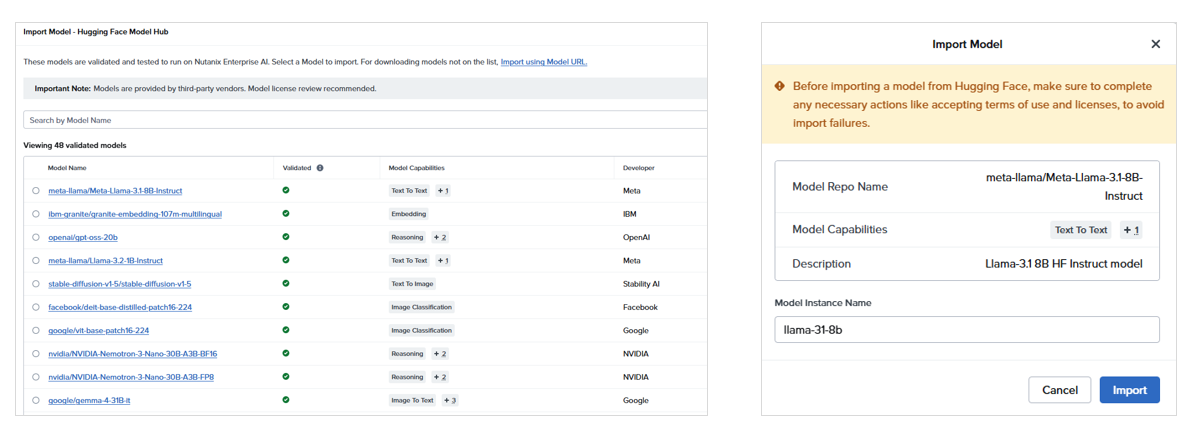 Import Model - Hugging Face Model Hub
These models are validated and tested to run on Nutanix Enterprise AI. Select a Model to import. For downloading models not on the list, Import using Model URL.
Important Note: Models are provided by third-party vendors. Model license review recommended.
Search by Model Name
Viewing 48 validated models
Model Name Validated Model Capabilities Developer
meta-llama/Meta-Llama-3.1-8B-Instruct Text To Text + 1 Meta
ibm-granite/granite-embedding-107m-multilingual Embedding IBM
openai/gpt-oss-20b Reasoning + 2 OpenAI
meta-llama/Llama-3.2-1B-Instruct Text To Text + 1 Meta
stable-diffusion-v1-5/stable-diffusion-v1-5 Text To Image Stability AI
facebook/deit-base-distilled-patch16-224 Image Classification Facebook
google/vit-base-patch16-224 Image Classification Google
nvidia/NVIDIA-Nemotron-3-Nano-30B-A3B-BF16 Reasoning + 2 NVIDIA
nvidia/NVIDIA-Nemotron-3-Nano-30B-A3B-FP8 Reasoning + 2 NVIDIA
google/gemma-4-31B-it Image To Text + 3 Google
Import Model
Before importing a model from Hugging Face, make sure to complete
any necessary actions like accepting terms of use and licenses, to avoid
import failures.
Model Repo Name meta-llama/Meta-Llama-3.1-8B-
Instruct
Model Capabilities Text To Text + 1
Description Llama-3.1 8B HF Instruct model
Model Instance Name
llama-31-8b
Cancel Import